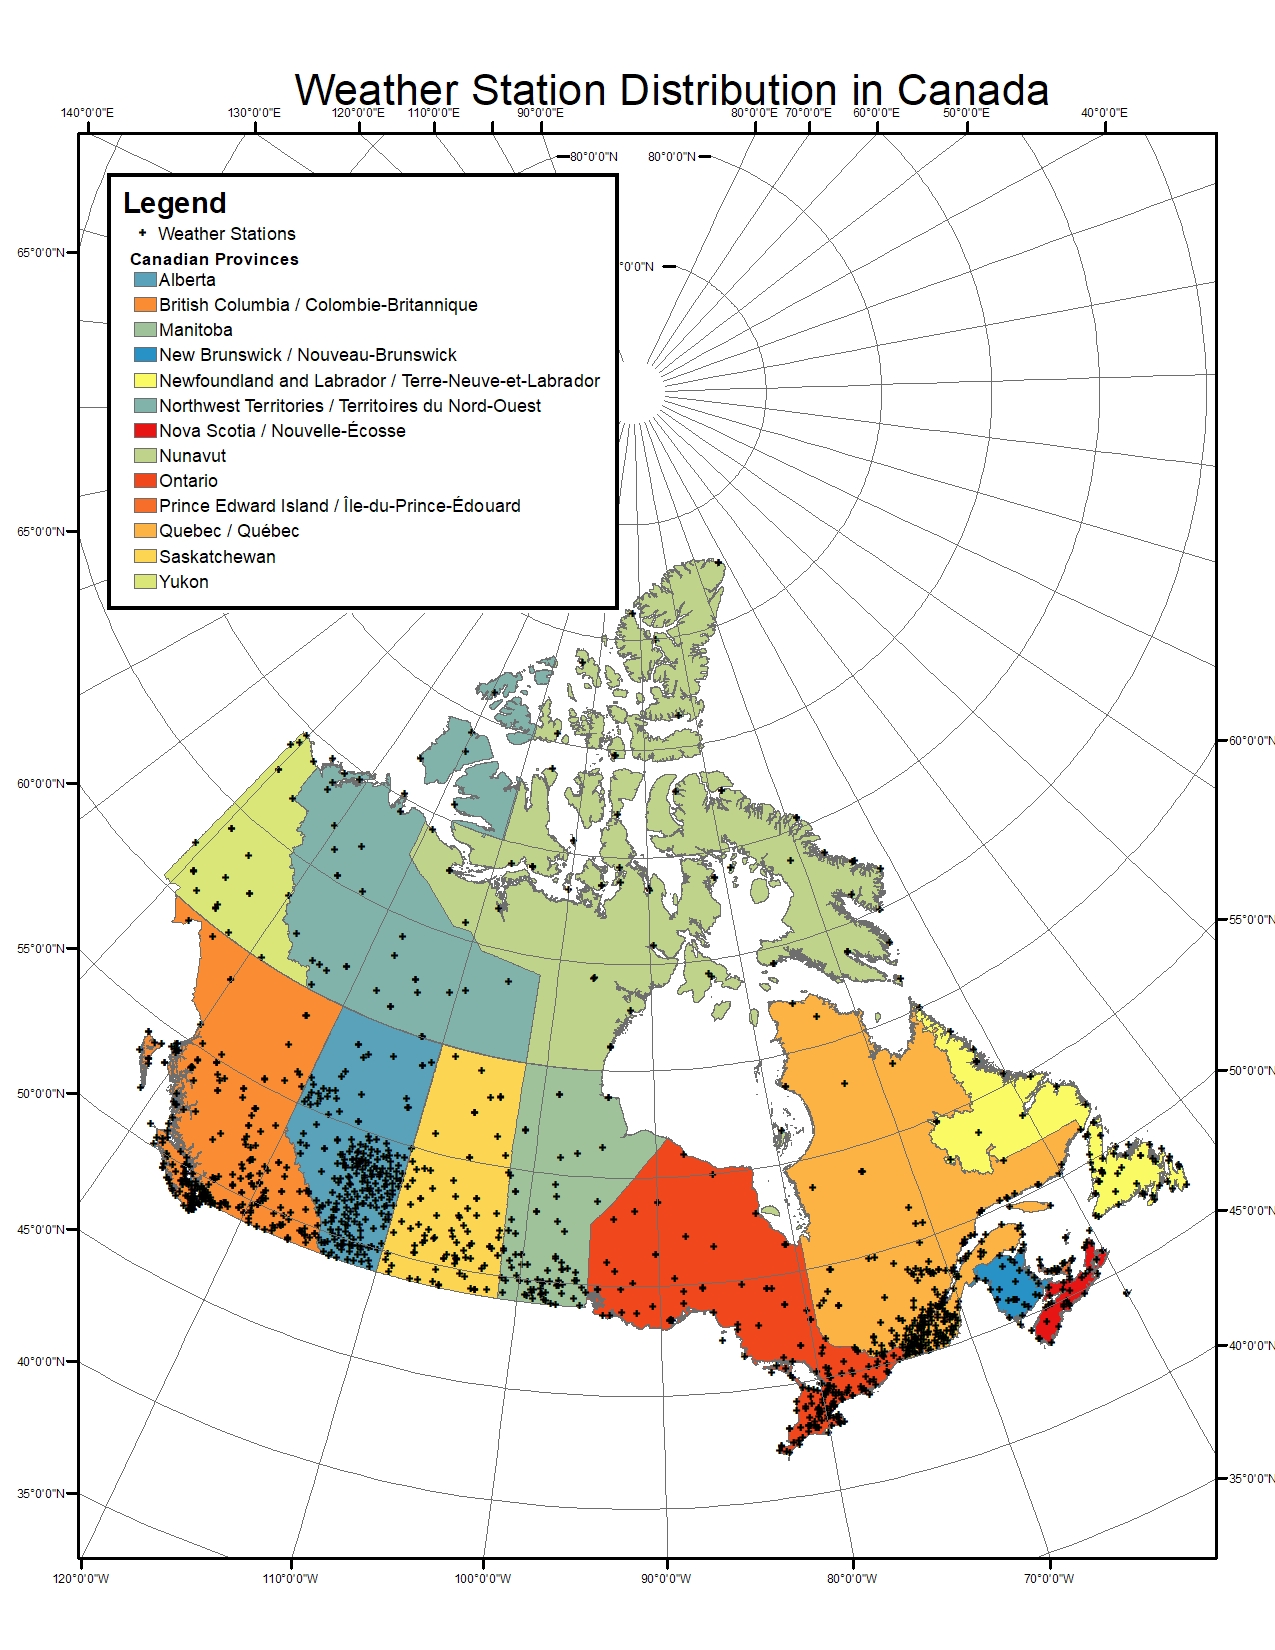 Weather Station Distribution in Canada
140°0'0"E 130°0'0"E 120°0'0"E 110°0'0"E 90°0'0"E 80°0'0"E 70°0'0"E 60°0'0"E 50°0'0"E 40°0'0"E
80°0'0"N 80°0'0"N
Legend
Weather Stations
Canadian Provinces
Alberta
British Columbia / Colombie-Britannique
Manitoba
New Brunswick / Nouveau-Brunswick
Newfoundland and Labrador / Terre-Neuve-et-Labrador
Northwest Territories / Territoires du Nord-Ouest
Nova Scotia / Nouvelle-Écosse
Nunavut
Ontario
Prince Edward Island / Île-du-Prince-Édouard
Quebec / Québec
Saskatchewan
Yukon
65°0'0"N
°0'0"N
65°0'0"N
60°0'0"N
55°0'0"N
50°0'0"N
45°0'0"N
40°0'0"N
35°0'0"N
60°0'0"N
55°0'0"N
50°0'0"N
45°0'0"N
40°0'0"N
35°0'0"N
120°0'0"W 110°0'0"W 100°0'0"W 90°0'0"W 80°0'0"W 70°0'0"W